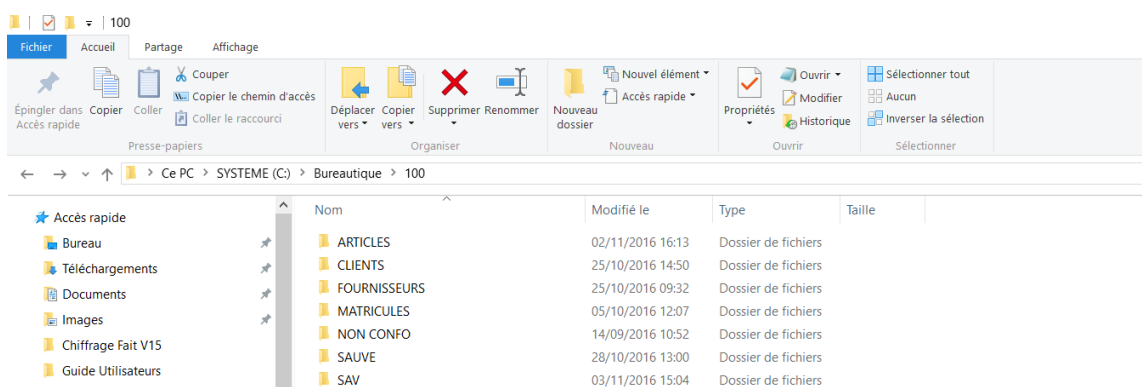 100
Fichier Accueil Partage Affichage
Épingler dans Accès rapide
Copier
Coller
Couper
Copier le chemin d'accès
Coller le raccourci
Presse-papiers
Déplacer vers
Copier vers
Supprimer
Renommer
Organiser
Nouveau dossier
Nouvel élément
Accès rapide
Nouveau
Propriétés
Ouvrir
Modifier
Historique
Ouvrir
Sélectionner tout
Aucun
Inverser la sélection
Sélectionner
Ce PC > SYSTEME (C:) > Bureautique > 100
Accès rapide
Bureau
Téléchargements
Documents
Images
Chiffrage Fait V15
Guide Utilisateurs
Nom Modifié le Type Taille
ARTICLES 02/11/2016 16:13 Dossier de fichiers
CLIENTS 25/10/2016 14:50 Dossier de fichiers
FOURNISSEURS 25/10/2016 09:32 Dossier de fichiers
MATRICULES 05/10/2016 12:07 Dossier de fichiers
NON CONFO 14/09/2016 10:52 Dossier de fichiers
SAUVE 28/10/2016 13:00 Dossier de fichiers
SAV 03/11/2016 15:04 Dossier de fichiers